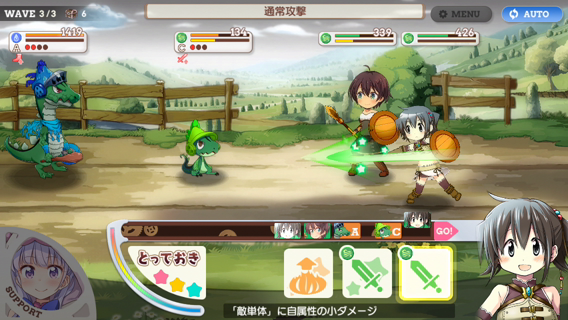 WAVE 3/3 6
通常攻撃
MENU
AUTO
1419
134
339
426
A
C
A
C
GO!
とっておき
SUPPORT
「敵単体」に自属性の小ダメージ